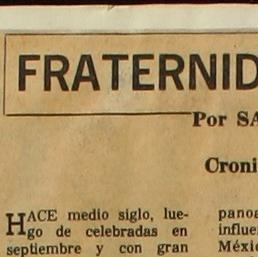 FRATERNID
Por SA
Croni
HACE medio siglo, lue-
go de celebradas en
septiembre y con gran
panoa
influe
Méxic